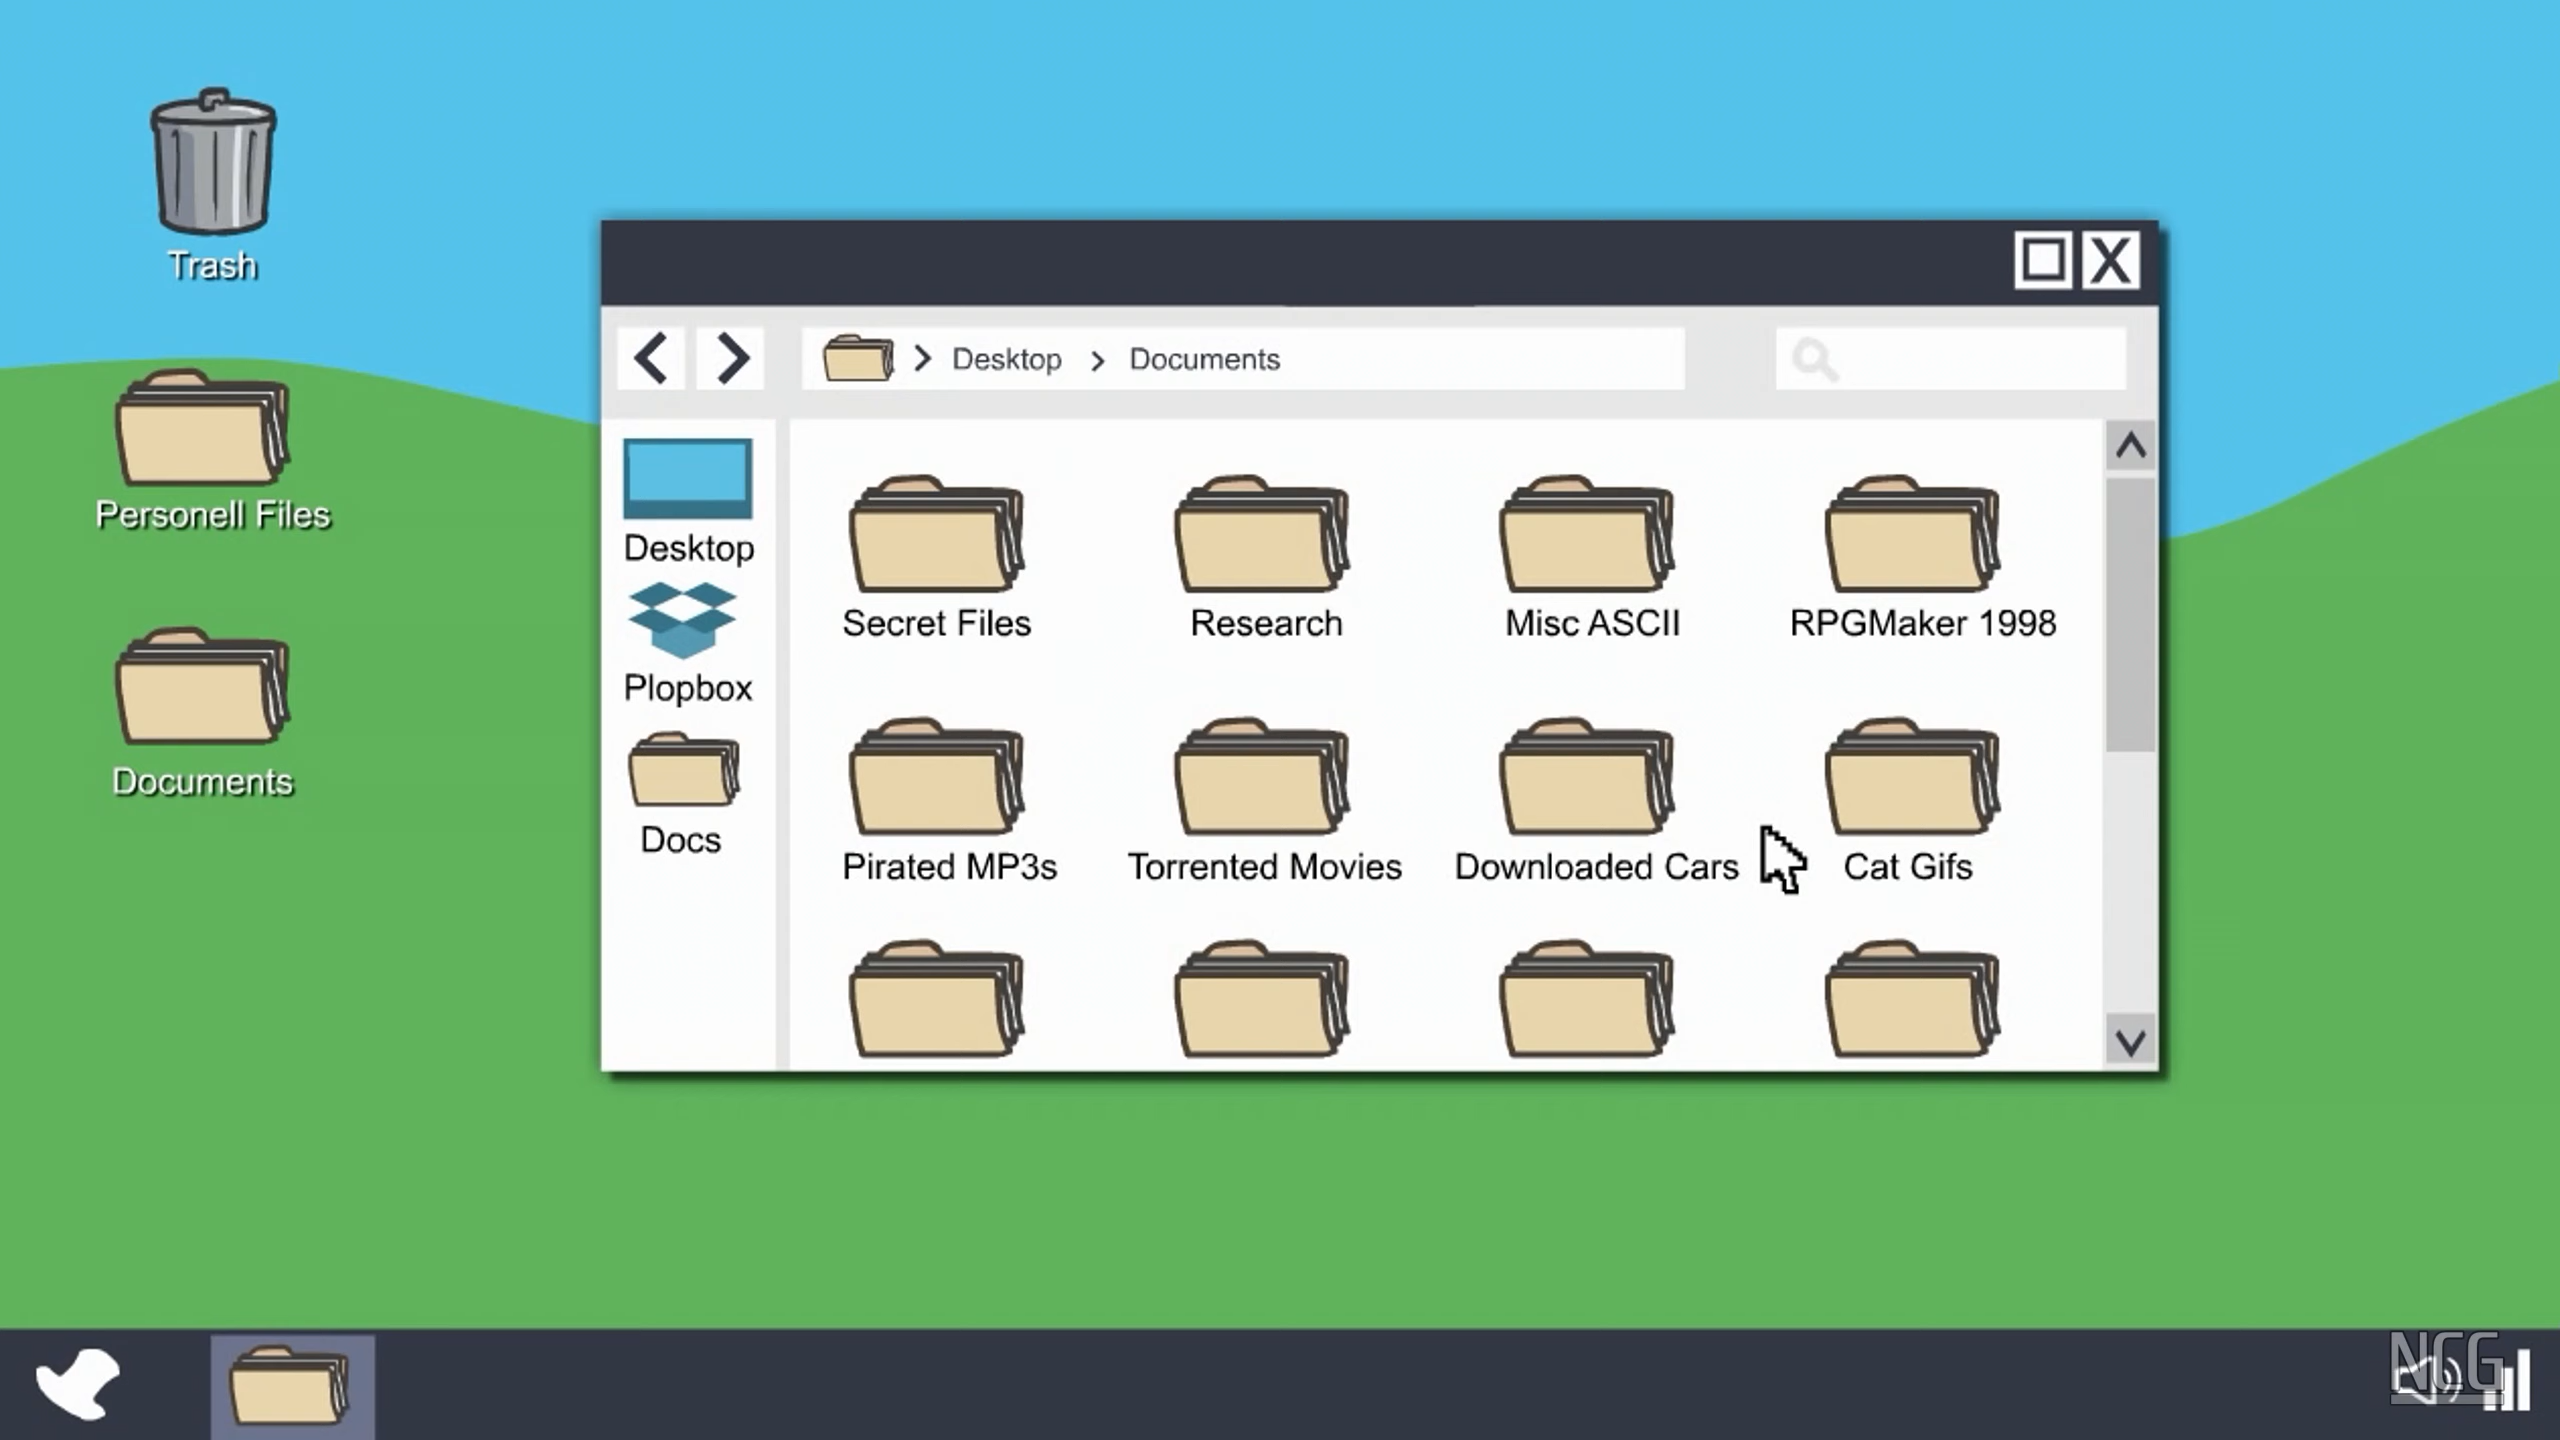 Trash
Personell Files
Documents
X
Desktop
Documents
Desktop
Plopbox
Docs
Secret Files
Research
Misc ASCII
RPGMaker 1998
Pirated MP3s
Torrented Movies
Downloaded Cars
Cat Gifs
NCG